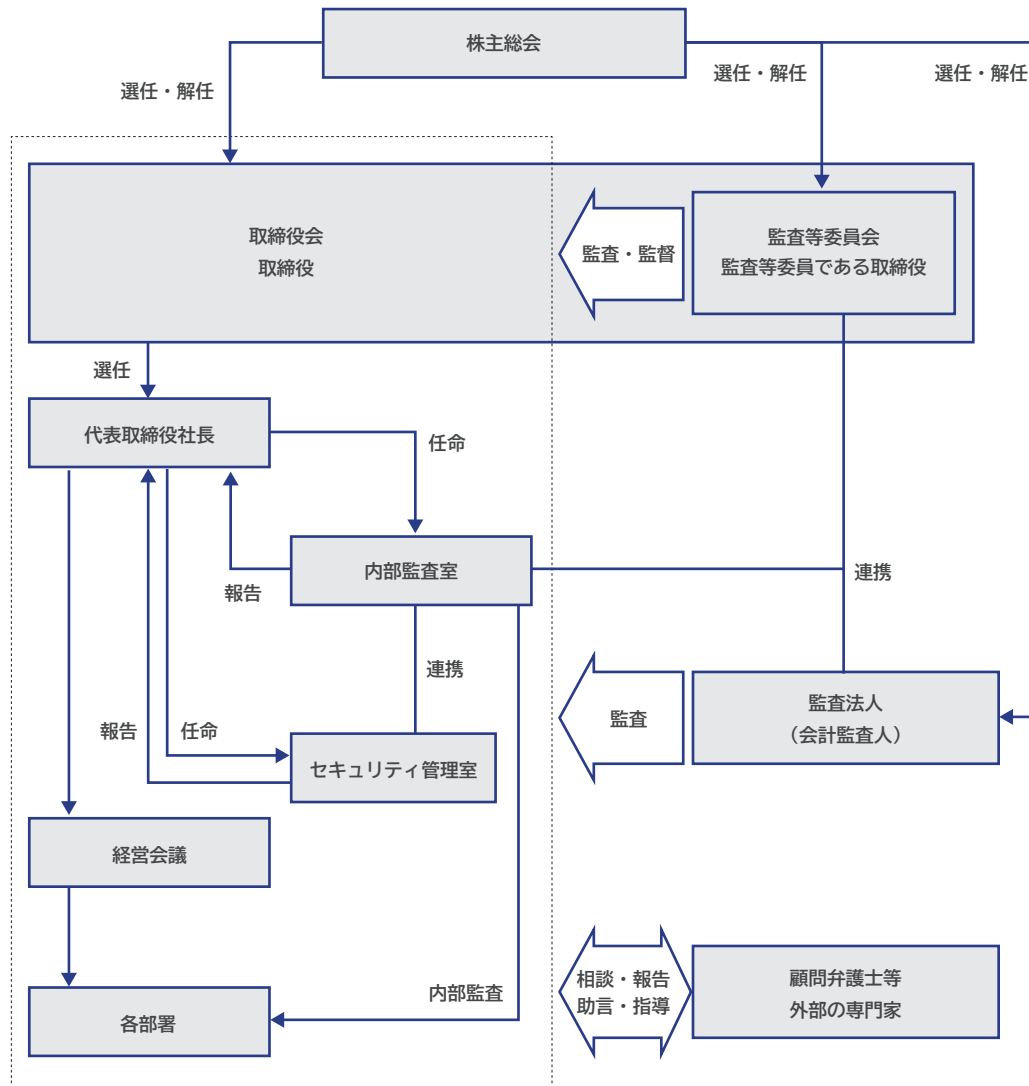 株主総会
選任・解任
選任・解任
選任・解任
取締役会
取締役
監査・監督
監査等委員会
監査等委員である取締役
選任
代表取締役社長
任命
内部監査室
報告
連携
連携
報告
任命
セキュリティ管理室
監査
監査法人
（会計監査人）
経営会議
内部監査
各部署
相談・報告
助言・指導
顧問弁護士等
外部の専門家